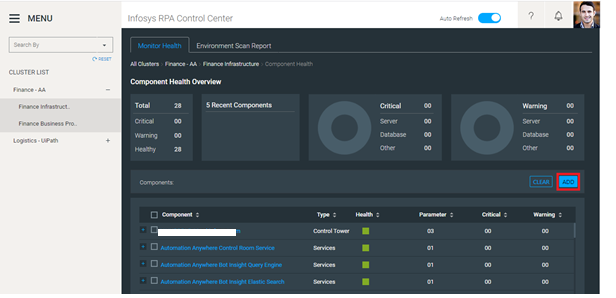 MENU
Infosys RPA Control Center
Auto Refresh
?
Search By
RESET
CLUSTER LIST
Finance - AA
Finance Infrastruct..
Finance Business Pro..
Logistics - UiPath
Monitor Health
Environment Scan Report
All Clusters Finance - AA Finance Infrastructure Component Health
Component Health Overview
Total 28
Critical 00
Warning 00
Healthy 28
5 Recent Components
Critical 00
Server 00
Database 00
Other 00
Warning 00
Server 00
Database 00
Other 00
Components:
CLEAR
ADD
Component Type Health Parameter Critical Warning
Control Tower 03 00 00
Automation Anywhere Control Room Service Services 01 00 00
Automation Anywhere Bot Insight Query Engine Services 01 00 00
Automation Anywhere Bot Insight Elastic Search Services 01 00 00